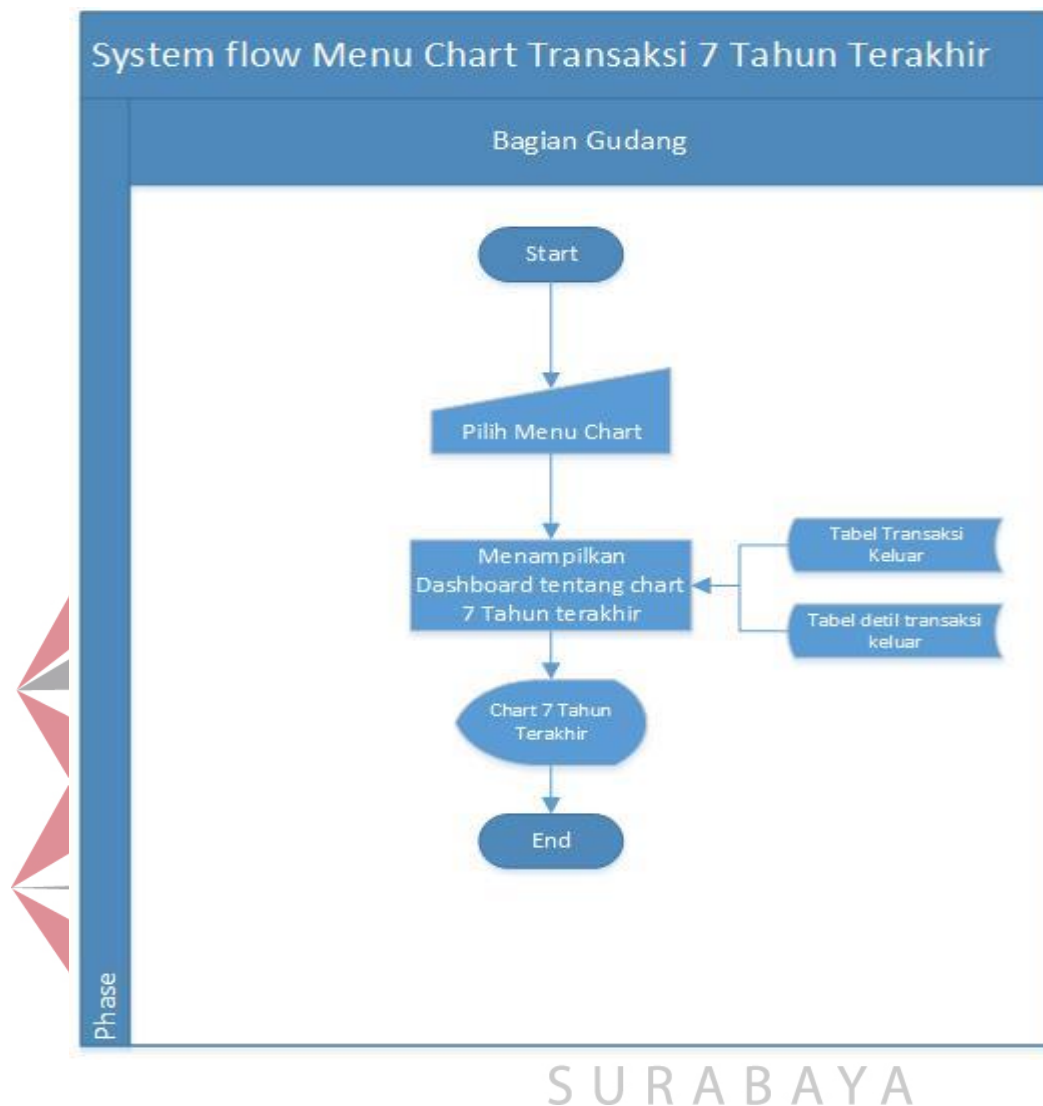 System flow Menu Chart Transaksi 7 Tahun Terakhir
Bagian Gudang
Start
Pilih Menu Chart
Menampilkan
Dashboard tentang chart
7 Tahun terakhir
Tabel Transaksi
Keluar
Tabel detil transaksi
keluar
Chart 7 Tahun
Terakhir
End
Phase
SURABAYA